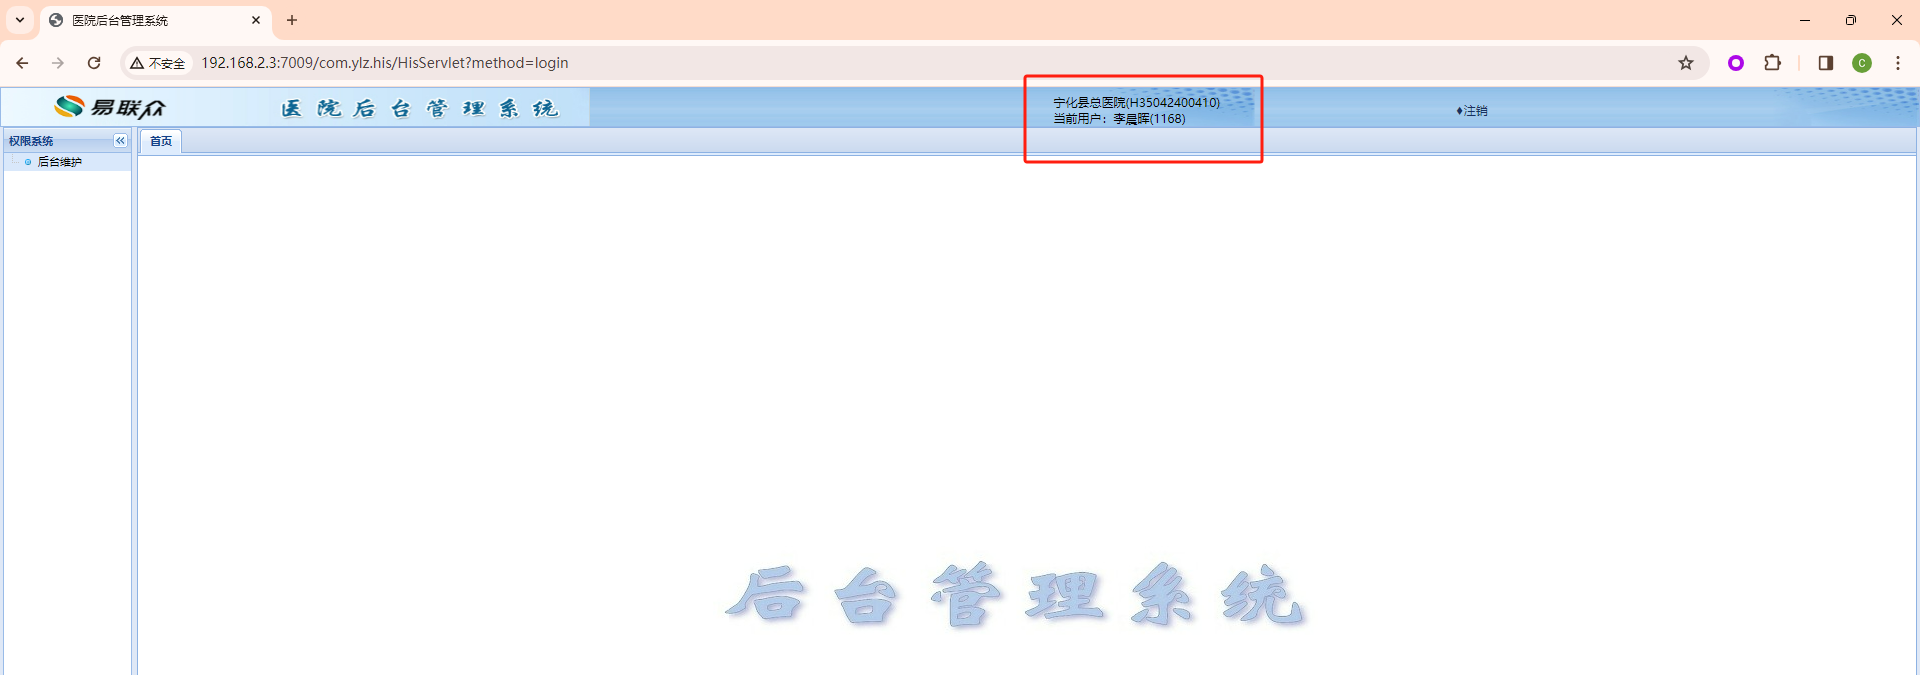 医院后台管理系统
不安全
192.168.2.3:7009/com.ylz.his/HisServlet?method=login
C
易联众
医院后台管理系统
宁化县总医院(H35042400410)
当前用户：李晨晖(1168)
♦注销
权限系统
首页
后台维护
后台管理系统